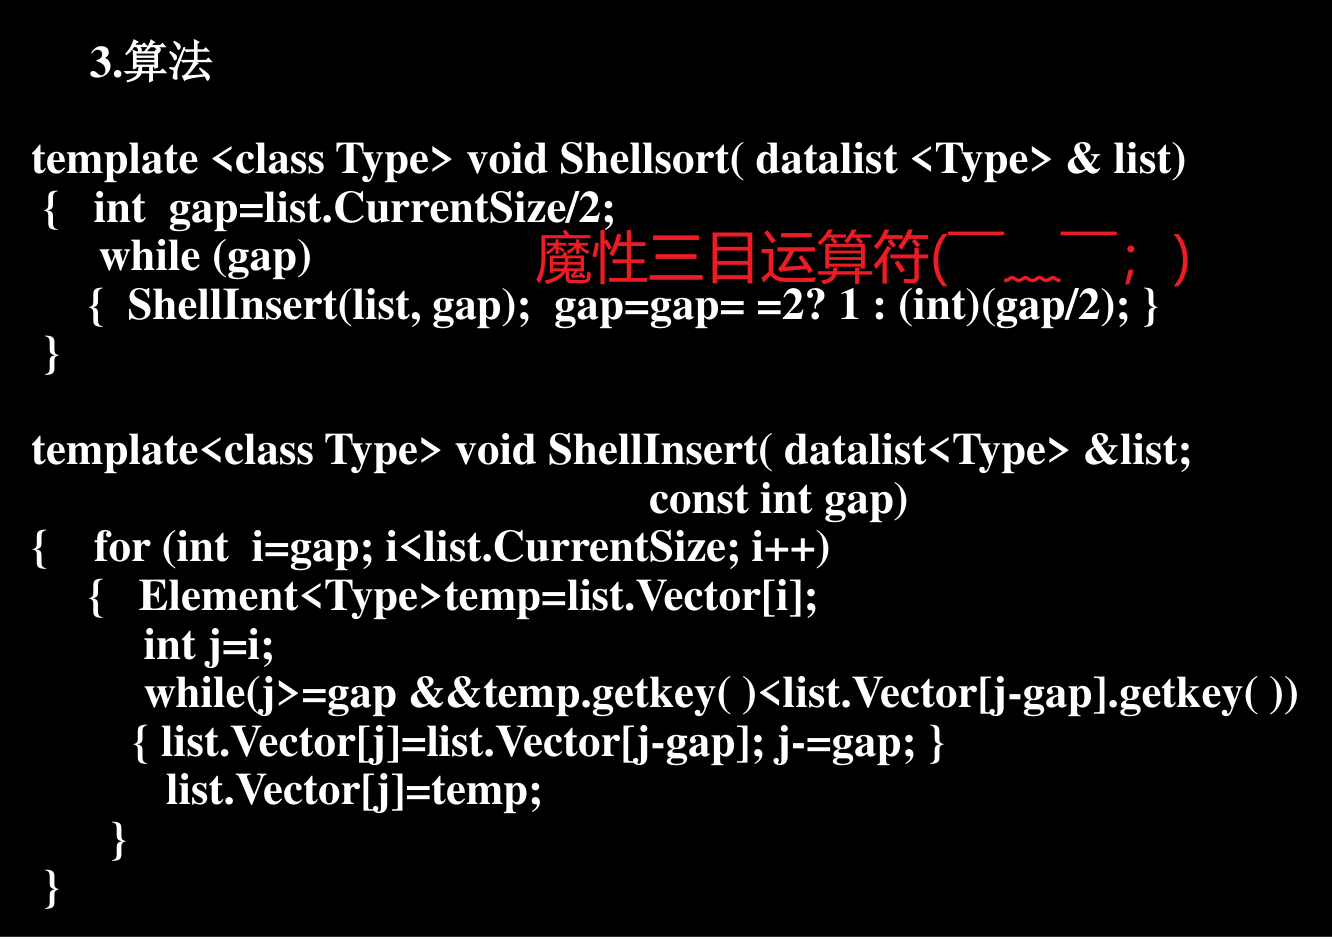 3.算法
template <class Type> void Shellsort( datalist <Type> & list)
{ int gap=list.CurrentSize/2;
while (gap)
魔性三目运算符(￣﹏￣；)
{ ShellInsert(list, gap); gap=gap= =2? 1 : (int)(gap/2); }
}
template<class Type> void ShellInsert( datalist<Type> &list;
const int gap)
{ for (int i=gap; i<list.CurrentSize; i++)
{ Element<Type>temp=list.Vector[i];
int j=i;
while(j>=gap &&temp.getkey( )<list.Vector[j-gap].getkey( ))
{ list.Vector[j]=list.Vector[j-gap]; j-=gap; }
list.Vector[j]=temp;
}
}